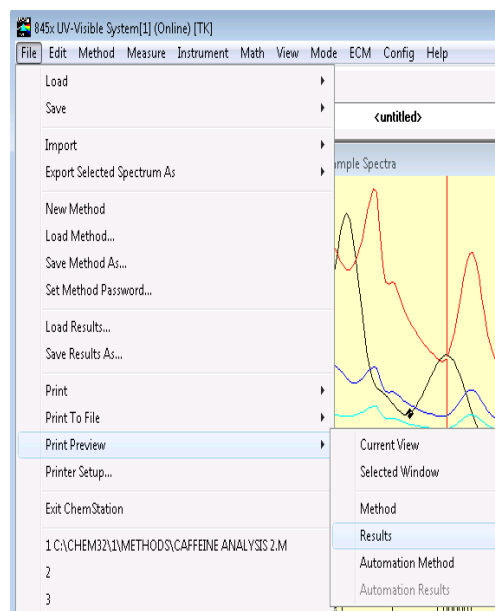 845x UV-Visible System[1] (Online) [TK]
File Edit Method Measure Instrument Math View Mode ECM Config Help
Load
Save
<untitled>
Import
Export Selected Spectrum As
Spectra
New Method
Load Method...
Save Method As...
Set Method Password...
Load Results...
Save Results As...
Print
Print To File
Print Preview
Current View
Printer Setup...
Selected Window
Exit ChemStation
Method
Results
1 C:\CHEM32\1\METHODS\CAFFEINE ANALYSIS 2.M
Automation Method
2
Automation Results
3